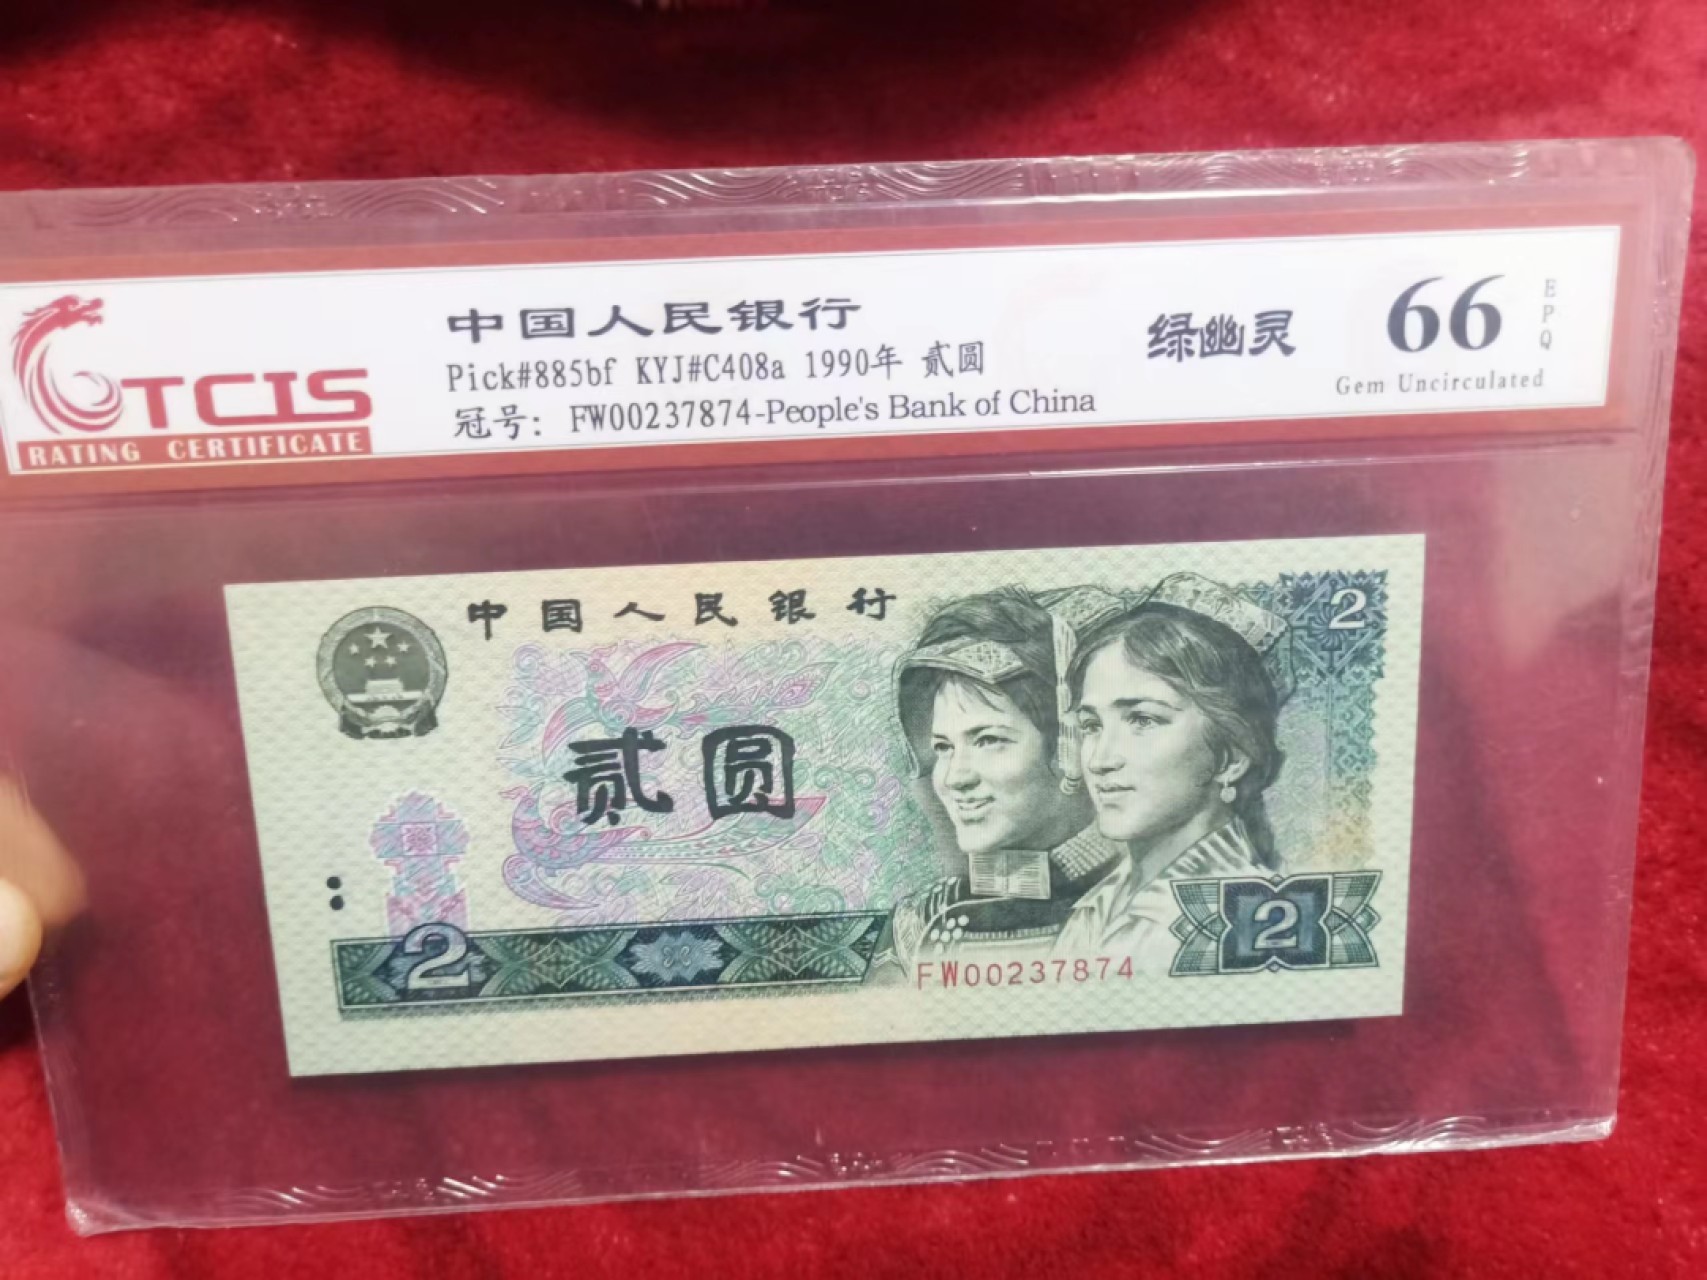 TCIS
RATING CERTIFICATE
中国人民银行
Pick#885bf KYJ#C408a 1990年 贰圆
冠号: FW00237874-People's Bank of China
绿幽灵
66
EPQ
Gem Uncirculated
中国人民银行
2
贰圆
2
2
FW00237874